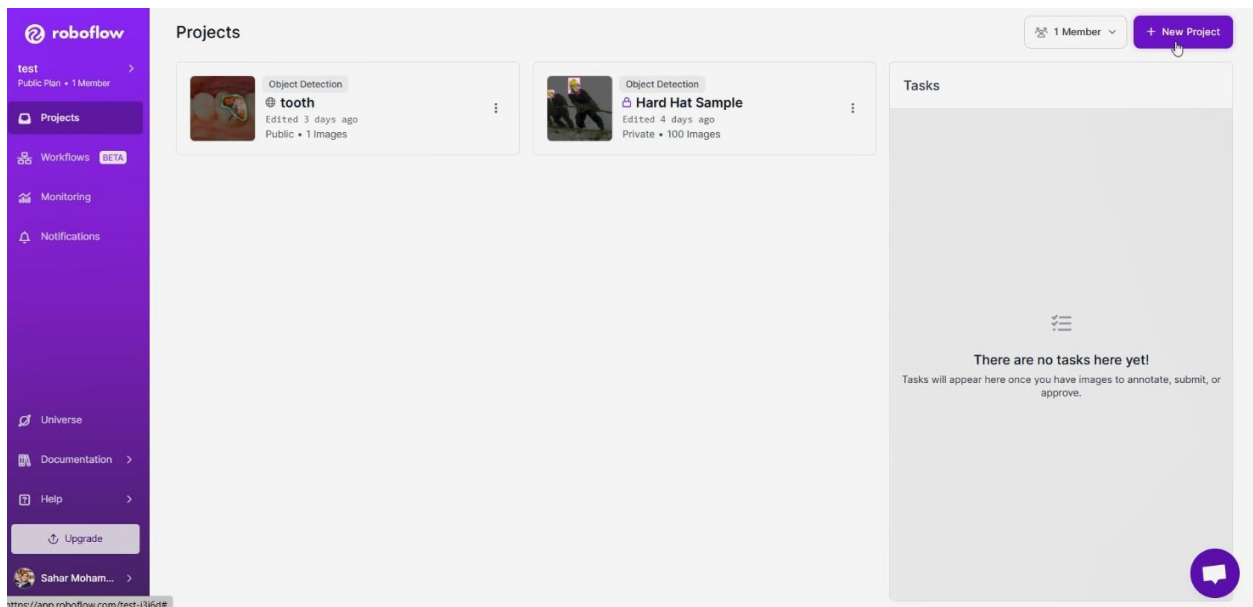 roboflow
test
Public Plan • 1 Member
Projects
Workflows BETA
Monitoring
Notifications
Universe
Documentation
Help
Upgrade
Sahar Moham...
Projects
1 Member
+ New Project
Object Detection
tooth
Edited 3 days ago
Public • 1 Images
Object Detection
Hard Hat Sample
Edited 4 days ago
Private • 100 Images
Tasks
There are no tasks here yet!
Tasks will appear here once you have images to annotate, submit, or
approve.